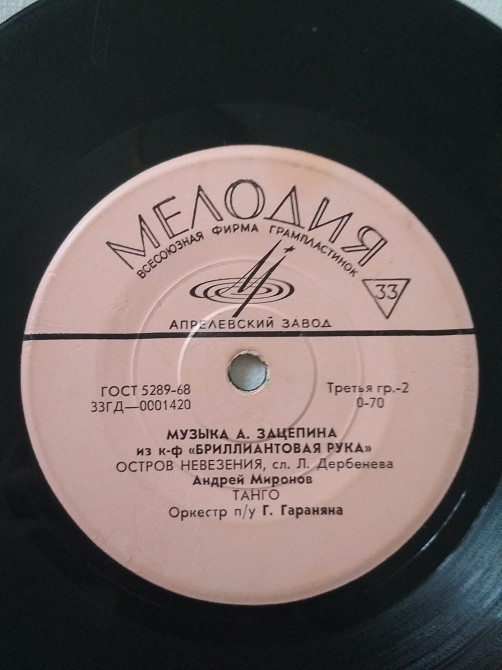 МЕЛОДИЯ
ВСЕСОЮЗНАЯ ФИРМА ГРАМПЛАСТИНОК
33
АПРЕЛЕВСКИЙ ЗАВОД
ГОСТ 5289-68
Третья гр.-2
33ГД—0001420
0-70
МУЗЫКА А. ЗАЦЕПИНА
из к-ф «БРИЛЛИАНТОВАЯ РУКА»
ОСТРОВ НЕВЕЗЕНИЯ, сл. Л. Дербенева
Андрей Миронов
ТАНГО
Оркестр п/у Г. Гараняна